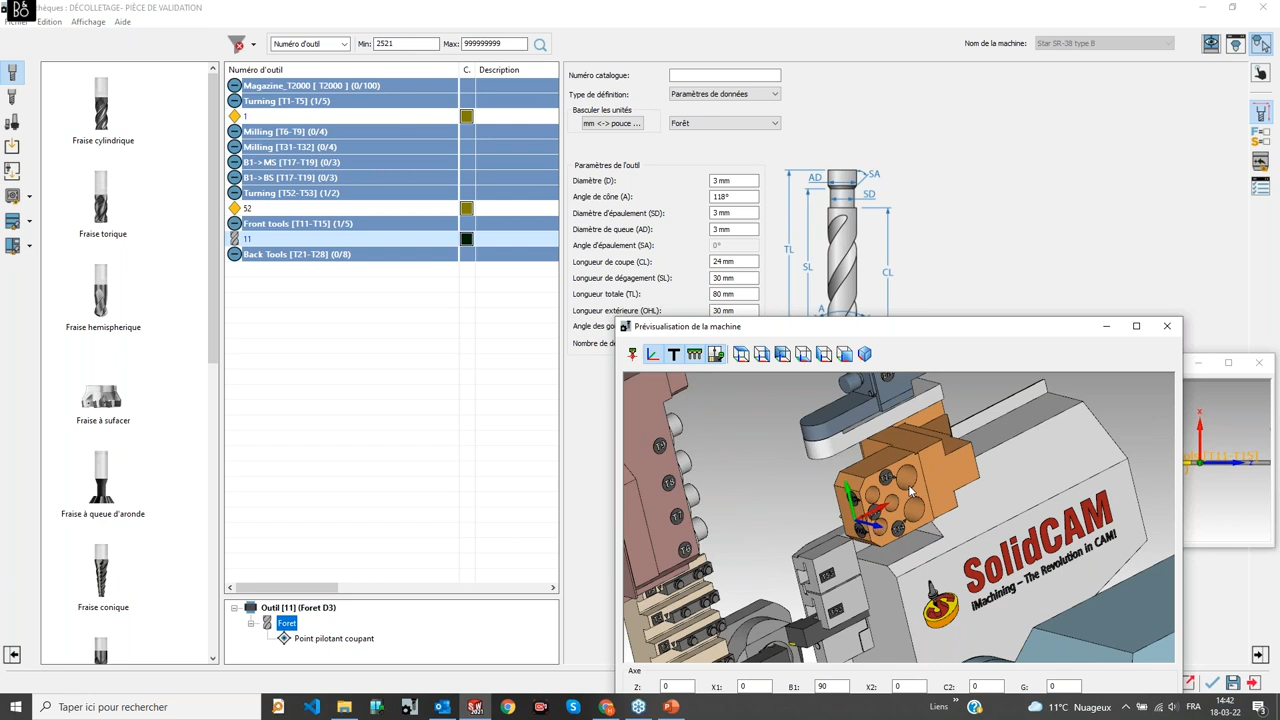 B&O
thèques : DÉCOLLETAGE - PIÈCE DE VALIDATION
Fichier Edition Affichage Aide
Numéro d'outil Min: 2521 Max: 999999999
Nom de la machine: Star SR-38 type B
Fraise cylindrique
Fraise torique
Fraise hemispherique
Fraise à sufacer
Fraise à queue d'aronde
Fraise conique
Numéro d'outil C. Description
Magazine_T2000 [ T2000 ] (0/100)
Turning [T1-T5] (1/5)
1
Milling [T6-T9] (0/4)
Milling [T31-T32] (0/4)
B1->MS [T17-T19] (0/3)
B1->BS [T17-T19] (0/3)
Turning [T52-T53] (1/2)
52
Front tools [T11-T15] (1/5)
11
Back Tools [T21-T28] (0/8)
Outil [11] (Foret D3)
Foret
Point pilotant coupant
Numéro catalogue:
Type de définition: Paramètres de données
Basculer les unités
mm <-> pouce ... Forêt
Paramètres de l'outil
Diamètre (D): 3 mm
Angle de cône (A): 118°
Diamètre d'épaulement (SD): 3 mm
Diamètre de queue (AD): 3 mm
Angle d'épaulement (SA): 0°
Longueur de coupe (CL): 24 mm
Longueur de dégagement (SL): 30 mm
Longueur totale (TL): 80 mm
Longueur extérieure (OHL): 30 mm
Angle des go
Nombre de de
AD SA
SD
TL
SL CL
A
Prévisualisation de la machine
SolidCAM
iMachining – The Revolution in CAM!
x
Axe
Z: 0 X1: 0 B1: 90 X2: 0 C2: 0 G: 0
Taper ici pour rechercher
Liens »
11°C Nuageux
FRA
14:42
18-03-22